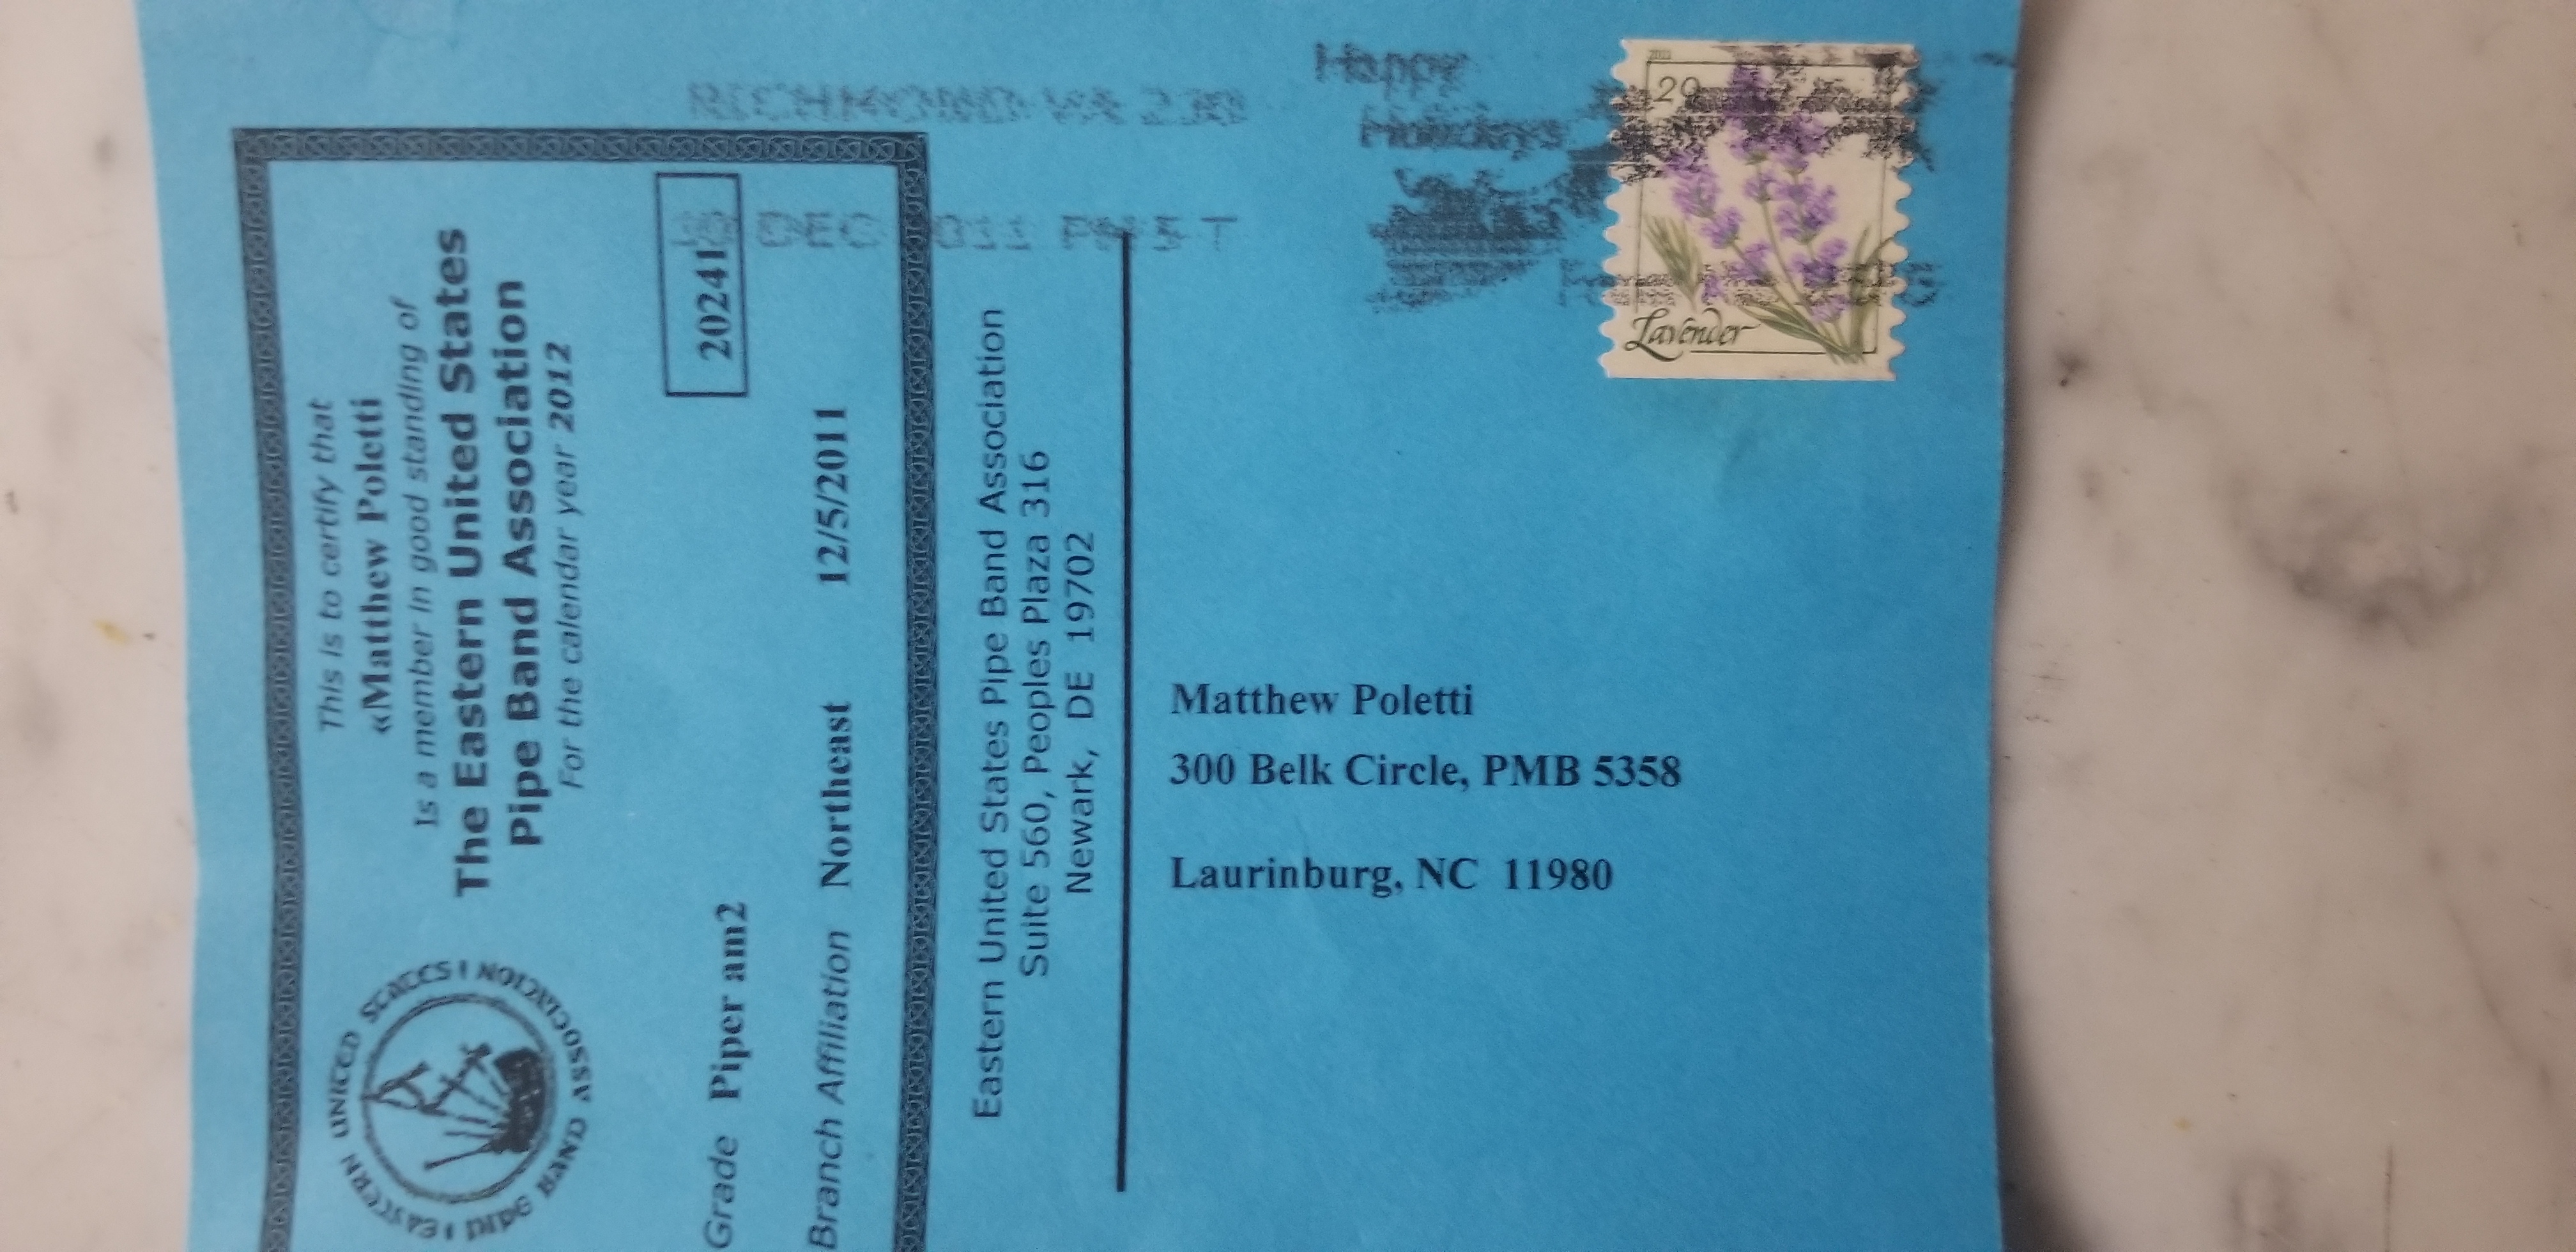 This is to certify that
«Matthew Poletti
Is a member in good standing of
The Eastern United States
Pipe Band Association
For the calendar year 2012
EASTERN UNITED STATES
PIPE BAND ASSOCIATION
20241
Grade Piper am2
Branch Affiliation Northeast 12/5/2011
Eastern United States Pipe Band Association
Suite 560, Peoples Plaza 316
Newark, DE 19702
RICHMOND VA 230
DEC 2011 PM 5 T
Happy
Holidays
2011
29
Lavender
Matthew Poletti
300 Belk Circle, PMB 5358
Laurinburg, NC 11980